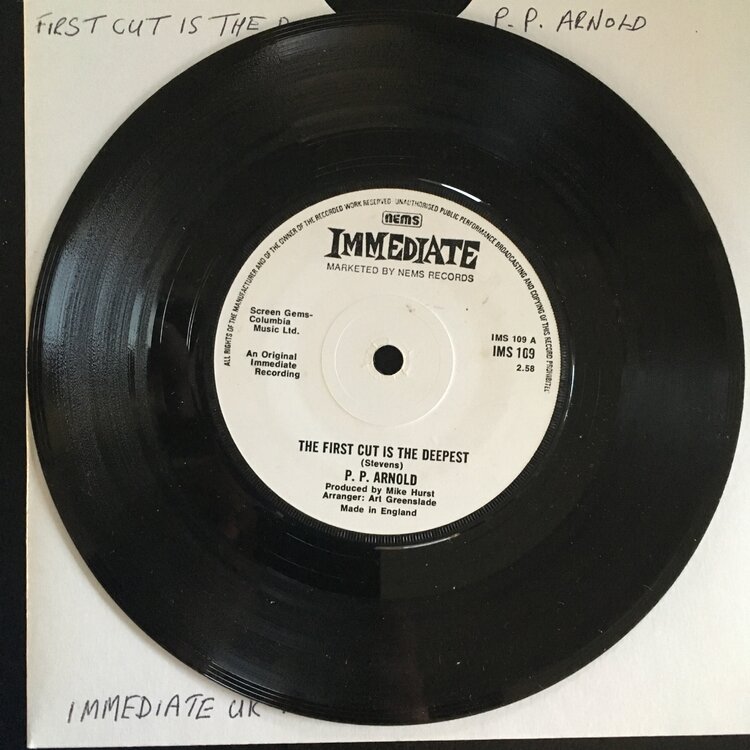 FIRST CUT IS THE
P.P. ARNOLD
ALL RIGHTS OF THE MANUFACTURER AND OF THE OWNER OF THE RECORDED WORK RESERVED UNAUTHORISED PUBLIC PERFORMANCE BROADCASTING AND COPYING OF THIS RECORD PROHIBITED
nems
IMMEDIATE
MARKETED BY NEMS RECORDS
Screen Gems-
Columbia
Music Ltd.
An Original
Immediate
Recording
IMS 109 A
IMS 109
2.58
THE FIRST CUT IS THE DEEPEST
(Stevens)
P. P. ARNOLD
Produced by Mike Hurst
Arranger: Art Greenslade
Made in England
IMMEDIATE UK